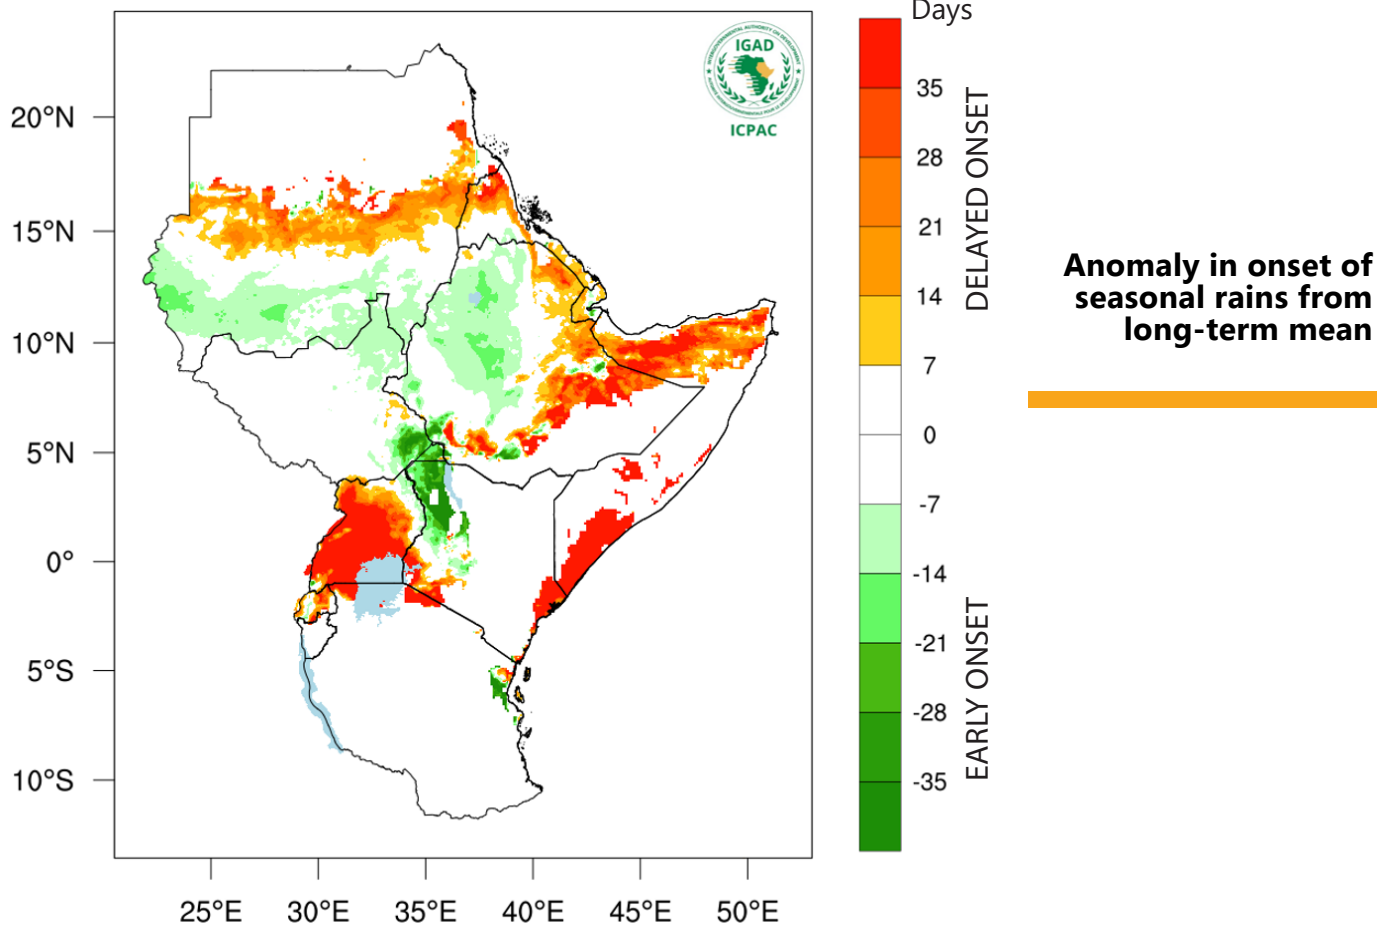 Days
IGAD
ICPAC
20°N
15°N
10°N
5°N
0°
5°S
10°S
25°E
30°E
35°E
40°E
45°E
50°E
35
28
21
14
7
0
-7
-14
-21
-28
-35
DELAYED ONSET
EARLY ONSET
Anomaly in onset of
seasonal rains from
long-term mean